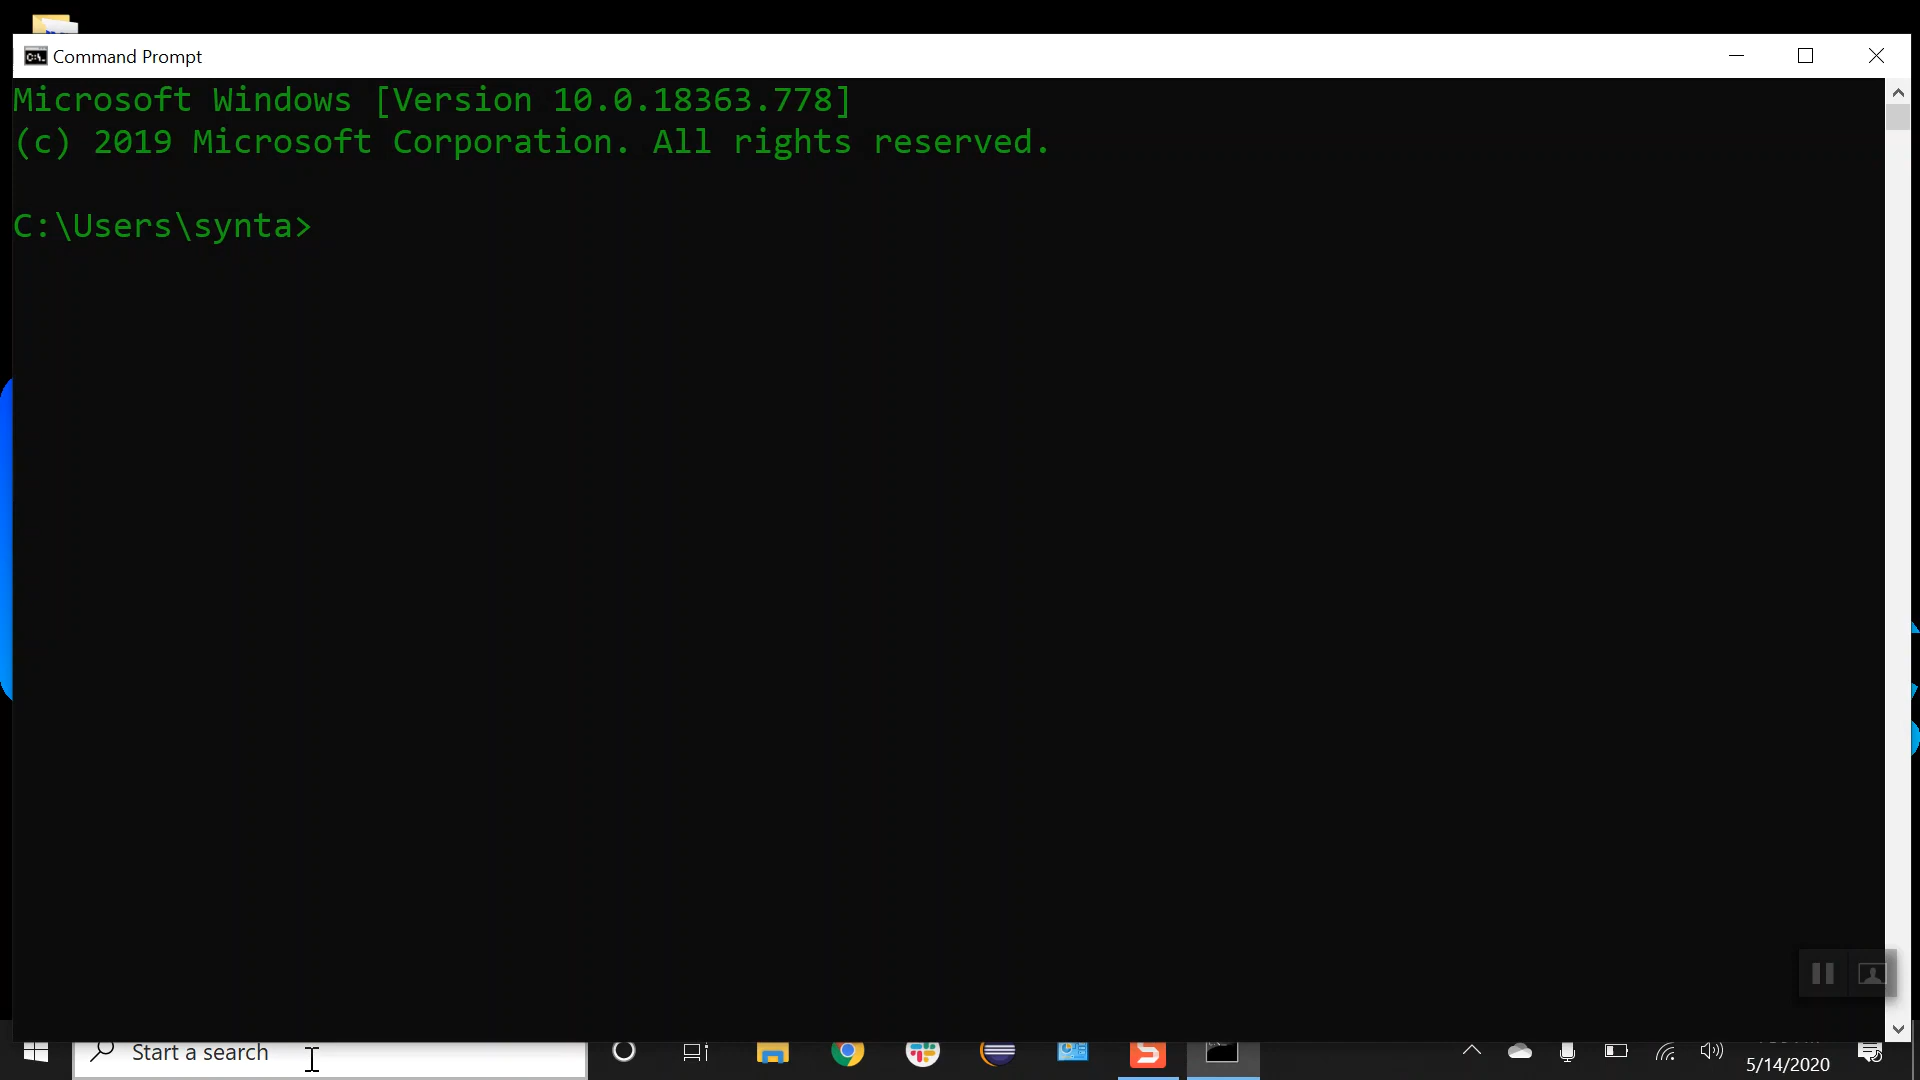 Command Prompt
Microsoft Windows [Version 10.0.18363.778]
(c) 2019 Microsoft Corporation. All rights reserved.
C:\Users\synta>
Start a search
5/14/2020